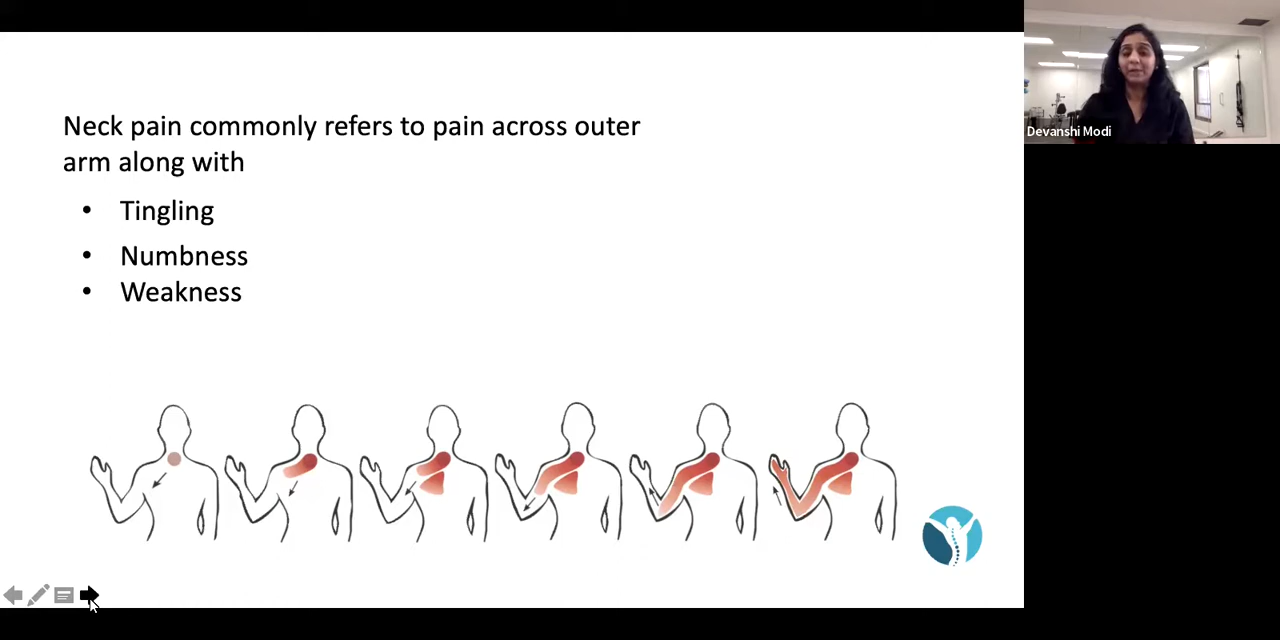 Neck pain commonly refers to pain across outer
arm along with
• Tingling
• Numbness
• Weakness
Devanshi Modi